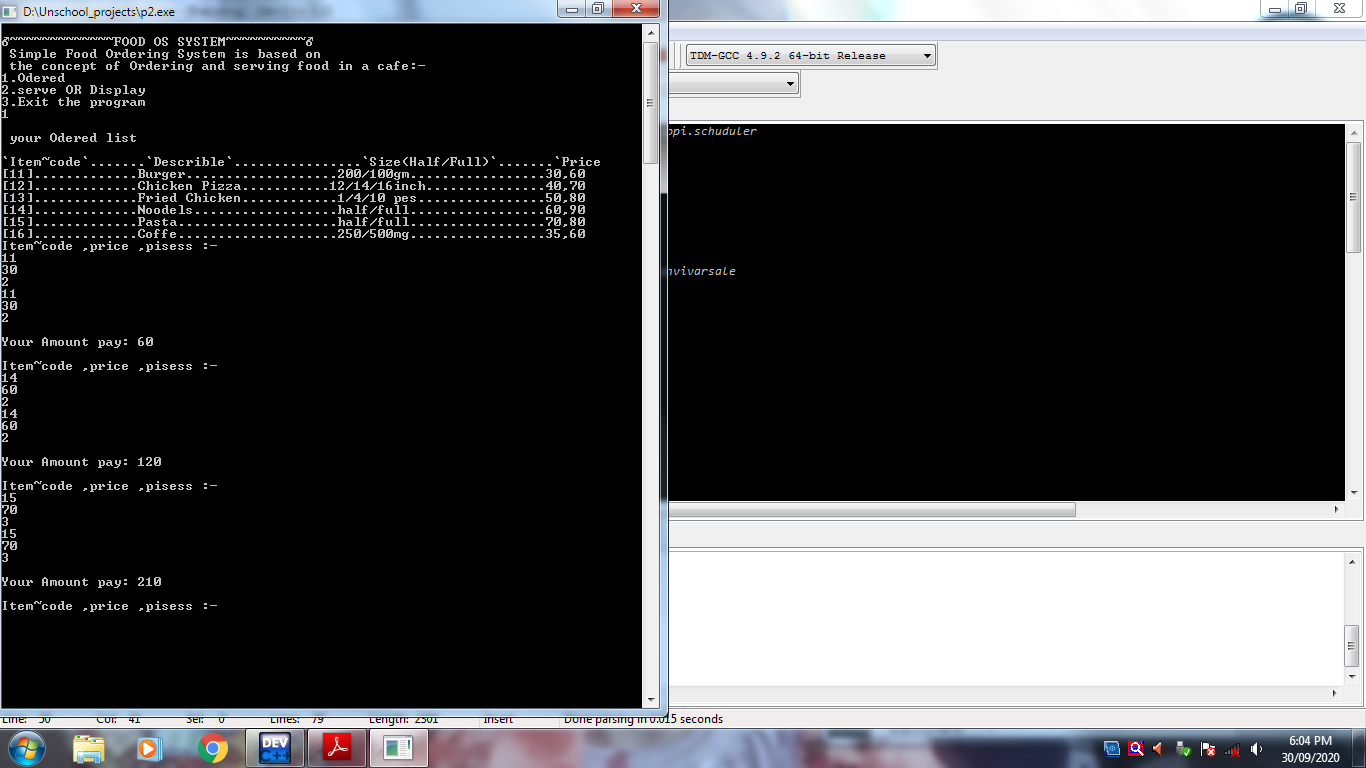 D:\Unschool_projects\p2.exe
~~~~~~~~~~~~~~FOOD OS SYSTEM~~~~~~~~~~
Simple Food Ordering System is based on
the concept of Ordering and serving food in a cafe:-
1.Odered
2.serve OR Display
3.Exit the program
1
your Odered list
`Item~code`.......`Describle`................`Size(Half/Full)`.......`Price
[11].............Burger...................200/100gm.................30,60
[12].............Chicken Pizza...........12/14/16inch...............40,70
[13].............Fried Chicken............1/4/10 pes................50,80
[14].............Noodels..................half/full.................60,90
[15].............Pasta....................half/full.................70,80
[16].............Coffe....................250/500mg.................35,60
Item~code ,price ,pisess :-
11
30
2
11
30
2
Your Amount pay: 60
Item~code ,price ,pisess :-
14
60
2
14
60
2
Your Amount pay: 120
Item~code ,price ,pisess :-
15
70
3
15
70
3
Your Amount pay: 210
Item~code ,price ,pisess :-
TDM-GCC 4.9.2 64-bit Release
ppi.schuduler
nvivarsale
Line: 50 Col: 41 Sel: 0 Lines: 79 Length: 2301 Insert Done parsing in 0.015 seconds
DEV C++
6:04 PM
30/09/2020